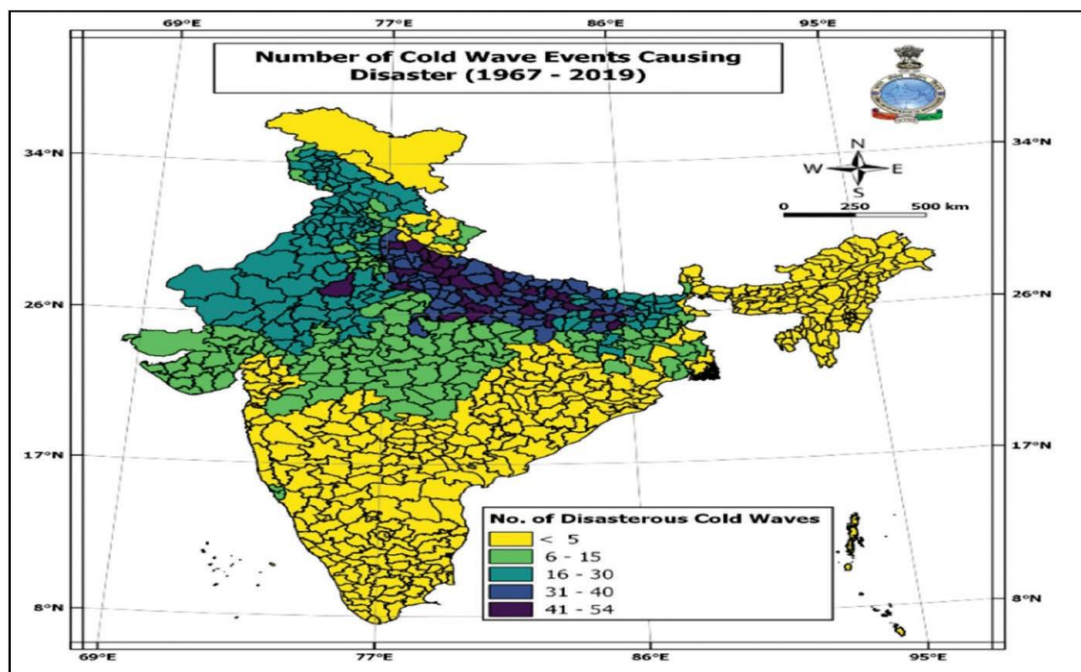 69°E 77°E 86°E 95°E
Number of Cold Wave Events Causing
Disaster (1967 - 2019)
34°N 34°N
N
W E
S
0 250 500 km
26°N 26°N
17°N 17°N
No. of Disasterous Cold Waves
< 5
6 - 15
16 - 30
31 - 40
41 - 54
8°N 8°N
69°E 77°E 86°E 95°E